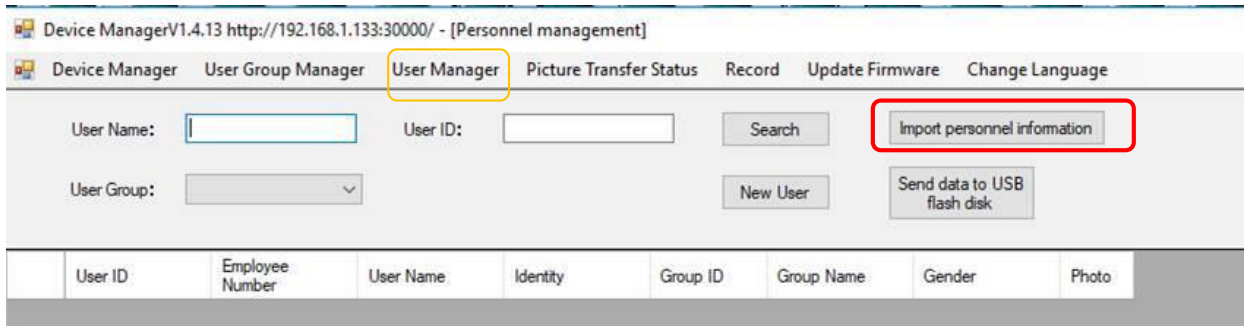 Device ManagerV1.4.13 http://192.168.1.133:30000/ - [Personnel management]
Device Manager User Group Manager User Manager Picture Transfer Status Record Update Firmware Change Language
User Name: User ID: Search Import personnel information
User Group: New User Send data to USB
flash disk
User ID Employee
Number User Name Identity Group ID Group Name Gender Photo